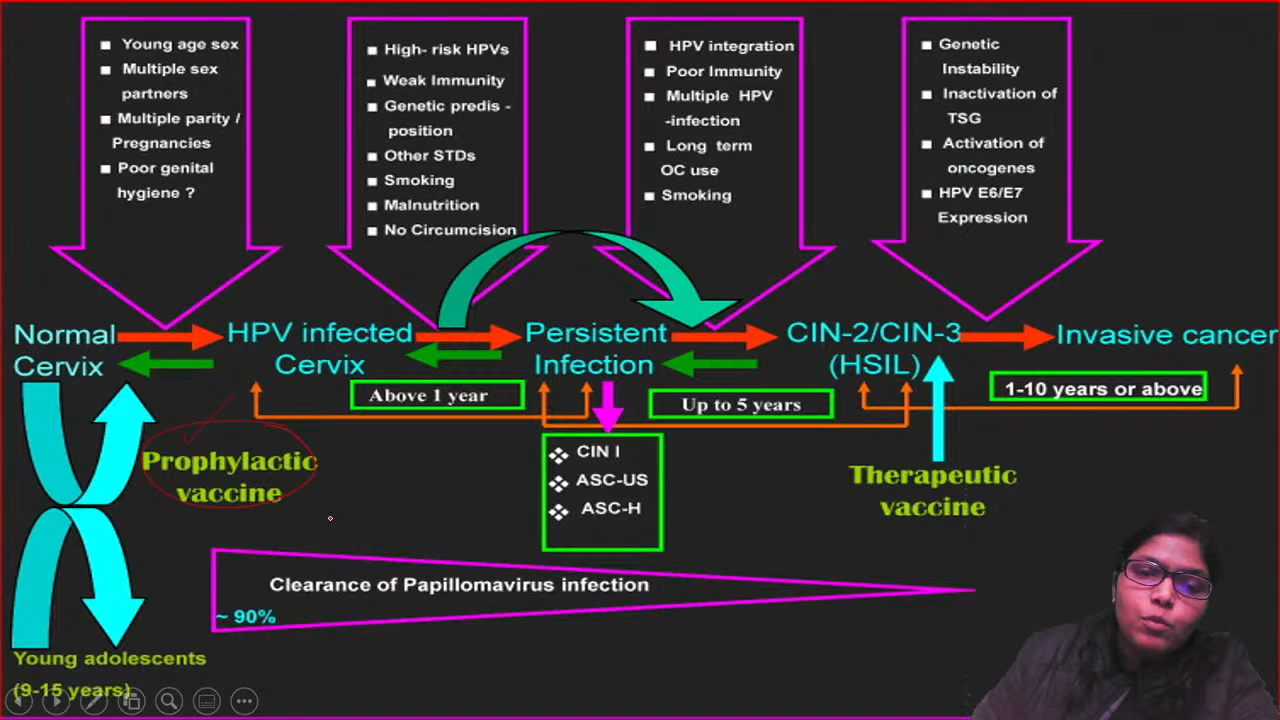 Young age sex
Multiple sex
partners
Multiple parity /
Pregnancies
Poor genital
hygiene ?
High- risk HPVs
Weak Immunity
Genetic predis -
position
Other STDs
Smoking
Malnutrition
No Circumcision
HPV integration
Poor Immunity
Multiple HPV
-infection
Long term
OC use
Smoking
Genetic
Instability
Inactivation of
TSG
Activation of
oncogenes
HPV E6/E7
Expression
Normal
Cervix
HPV infected
Cervix
Persistent
Infection
CIN-2/CIN-3
(HSIL)
Invasive cancer
Above 1 year
Up to 5 years
1-10 years or above
Prophylactic
vaccine
CIN I
ASC-US
ASC-H
Therapeutic
vaccine
Clearance of Papillomavirus infection
~ 90%
Young adolescents
(9-15 years)